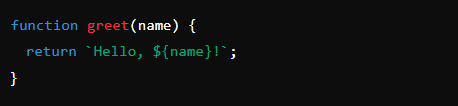 function greet(name) {
  return `Hello, ${name}!`;
}